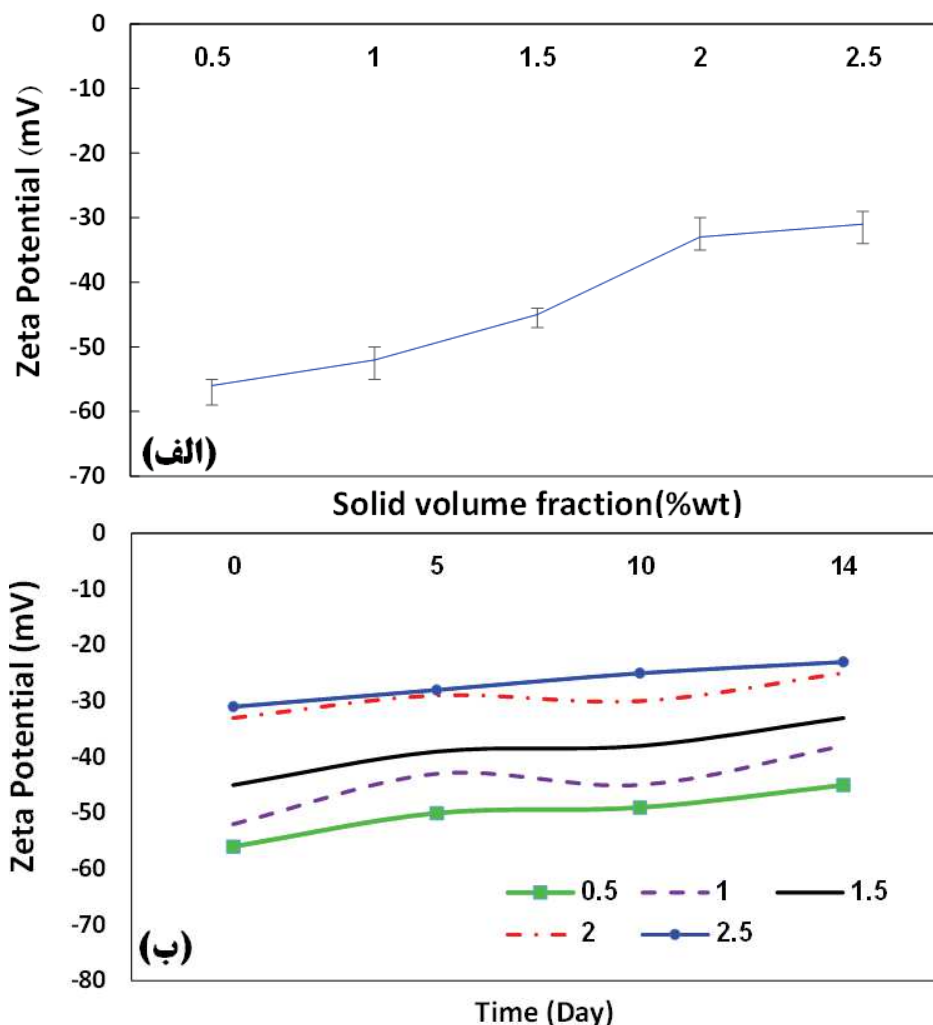 0
-10
-20
-30
-40
-50
-60
-70
0.5 1 1.5 2 2.5
Zeta Potential (mV)
(الف)
Solid volume fraction(%wt)
0
-10
-20
-30
-40
-50
-60
-70
-80
0 5 10 14
Zeta Potential (mV)
0.5 1 1.5
2 2.5
(ب)
Time (Day)